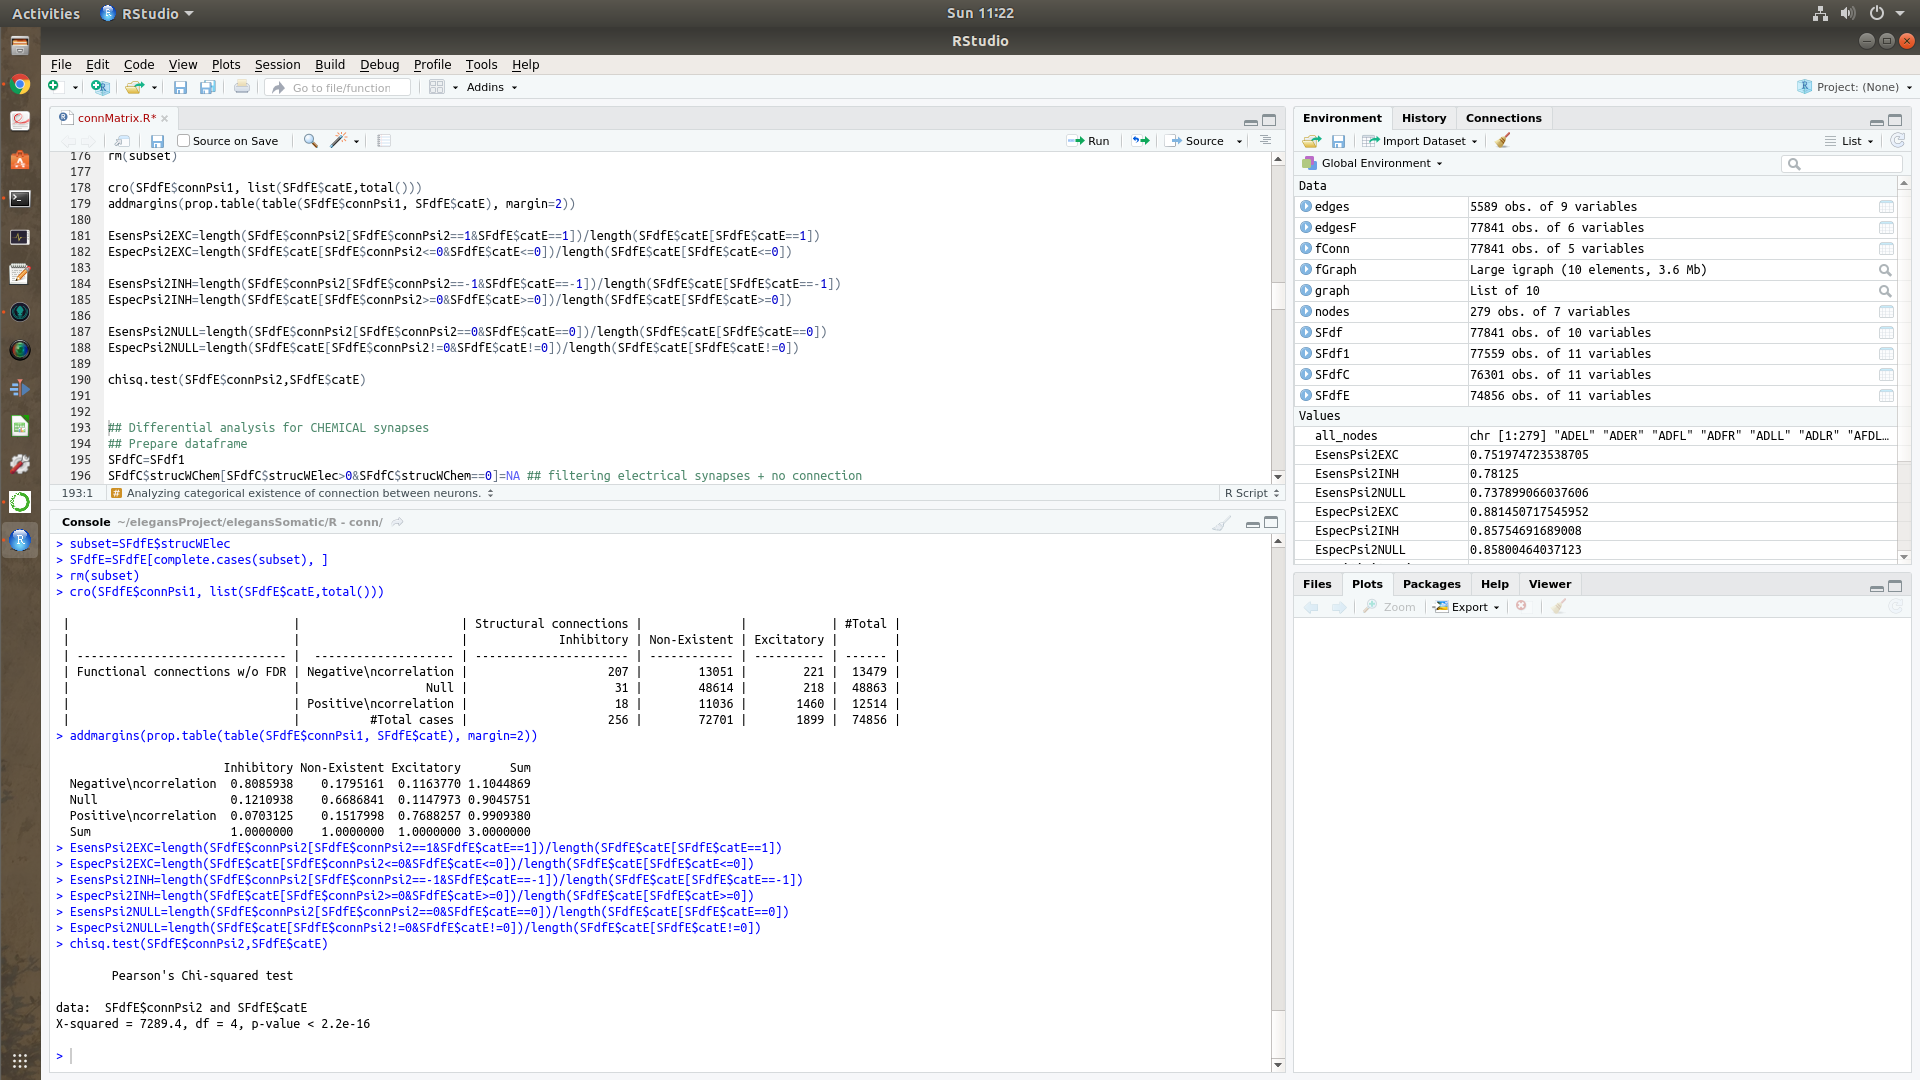 Activities RStudio Sun 11:22
RStudio
File Edit Code View Plots Session Build Debug Profile Tools Help
Go to file/function Addins Project: (None)
connMatrix.R*
Source on Save Run Source
176 rm(subset)
177
178 cro(SFdfE$connPsi1, list(SFdfE$catE,total()))
179 addmargins(prop.table(table(SFdfE$connPsi1, SFdfE$catE), margin=2))
180
181 EsensPsi2EXC=length(SFdfE$connPsi2[SFdfE$connPsi2==1&SFdfE$catE==1])/length(SFdfE$catE[SFdfE$catE==1])
182 EspecPsi2EXC=length(SFdfE$catE[SFdfE$connPsi2<=0&SFdfE$catE<=0])/length(SFdfE$catE[SFdfE$catE<=0])
183
184 EsensPsi2INH=length(SFdfE$connPsi2[SFdfE$connPsi2==-1&SFdfE$catE==-1])/length(SFdfE$catE[SFdfE$catE==-1])
185 EspecPsi2INH=length(SFdfE$catE[SFdfE$connPsi2>=0&SFdfE$catE>=0])/length(SFdfE$catE[SFdfE$catE>=0])
186
187 EsensPsi2NULL=length(SFdfE$connPsi2[SFdfE$connPsi2==0&SFdfE$catE==0])/length(SFdfE$catE[SFdfE$catE==0])
188 EspecPsi2NULL=length(SFdfE$catE[SFdfE$connPsi2!=0&SFdfE$catE!=0])/length(SFdfE$catE[SFdfE$catE!=0])
189
190 chisq.test(SFdfE$connPsi2,SFdfE$catE)
191
192
193 ## Differential analysis for CHEMICAL synapses
194 ## Prepare dataframe
195 SFdfC=SFdf1
196 SFdfC$strucWChem[SFdfC$strucWElec>0&SFdfC$strucWChem==0]=NA ## filtering electrical synapses + no connection
193:1 Analyzing categorical existence of connection between neurons. R Script
Console ~/elegansProject/elegansSomatic/R - conn/
> subset=SFdfE$strucWElec
> SFdfE=SFdfE[complete.cases(subset), ]
> rm(subset)
> cro(SFdfE$connPsi1, list(SFdfE$catE,total()))
| | | Structural connections | | | #Total |
| | | Inhibitory | Non-Existent | Excitatory | |
| ------------------------------ | -------------------- | ---------------------- | ------------ | ---------- | ------ |
| Functional connections w/o FDR | Negative\ncorrelation | 207 | 13051 | 221 | 13479 |
| | Null | 31 | 48614 | 218 | 48863 |
| | Positive\ncorrelation | 18 | 11036 | 1460 | 12514 |
| | #Total cases | 256 | 72701 | 1899 | 74856 |
> addmargins(prop.table(table(SFdfE$connPsi1, SFdfE$catE), margin=2))
Inhibitory Non-Existent Excitatory Sum
Negative\ncorrelation 0.8085938 0.1795161 0.1163770 1.1044869
Null 0.1210938 0.6686841 0.1147973 0.9045751
Positive\ncorrelation 0.0703125 0.1517998 0.7688257 0.9909380
Sum 1.0000000 1.0000000 1.0000000 3.0000000
> EsensPsi2EXC=length(SFdfE$connPsi2[SFdfE$connPsi2==1&SFdfE$catE==1])/length(SFdfE$catE[SFdfE$catE==1])
> EspecPsi2EXC=length(SFdfE$catE[SFdfE$connPsi2<=0&SFdfE$catE<=0])/length(SFdfE$catE[SFdfE$catE<=0])
> EsensPsi2INH=length(SFdfE$connPsi2[SFdfE$connPsi2==-1&SFdfE$catE==-1])/length(SFdfE$catE[SFdfE$catE==-1])
> EspecPsi2INH=length(SFdfE$catE[SFdfE$connPsi2>=0&SFdfE$catE>=0])/length(SFdfE$catE[SFdfE$catE>=0])
> EsensPsi2NULL=length(SFdfE$connPsi2[SFdfE$connPsi2==0&SFdfE$catE==0])/length(SFdfE$catE[SFdfE$catE==0])
> EspecPsi2NULL=length(SFdfE$catE[SFdfE$connPsi2!=0&SFdfE$catE!=0])/length(SFdfE$catE[SFdfE$catE!=0])
> chisq.test(SFdfE$connPsi2,SFdfE$catE)
Pearson's Chi-squared test
data: SFdfE$connPsi2 and SFdfE$catE
X-squared = 7289.4, df = 4, p-value < 2.2e-16
>
Environment History Connections
Import Dataset List
Global Environment
Data
edges 5589 obs. of 9 variables
edgesF 77841 obs. of 6 variables
fConn 77841 obs. of 5 variables
fGraph Large igraph (10 elements, 3.6 Mb)
graph List of 10
nodes 279 obs. of 7 variables
SFdf 77841 obs. of 10 variables
SFdf1 77559 obs. of 11 variables
SFdfC 76301 obs. of 11 variables
SFdfE 74856 obs. of 11 variables
Values
all_nodes chr [1:279] "ADEL" "ADER" "ADFL" "ADFR" "ADLL" "ADLR" "AFDL…
EsensPsi2EXC 0.751974723538705
EsensPsi2INH 0.78125
EsensPsi2NULL 0.737899066037606
EspecPsi2EXC 0.881450717545952
EspecPsi2INH 0.85754691689008
EspecPsi2NULL 0.85800464037123
Files Plots Packages Help Viewer
Zoom Export